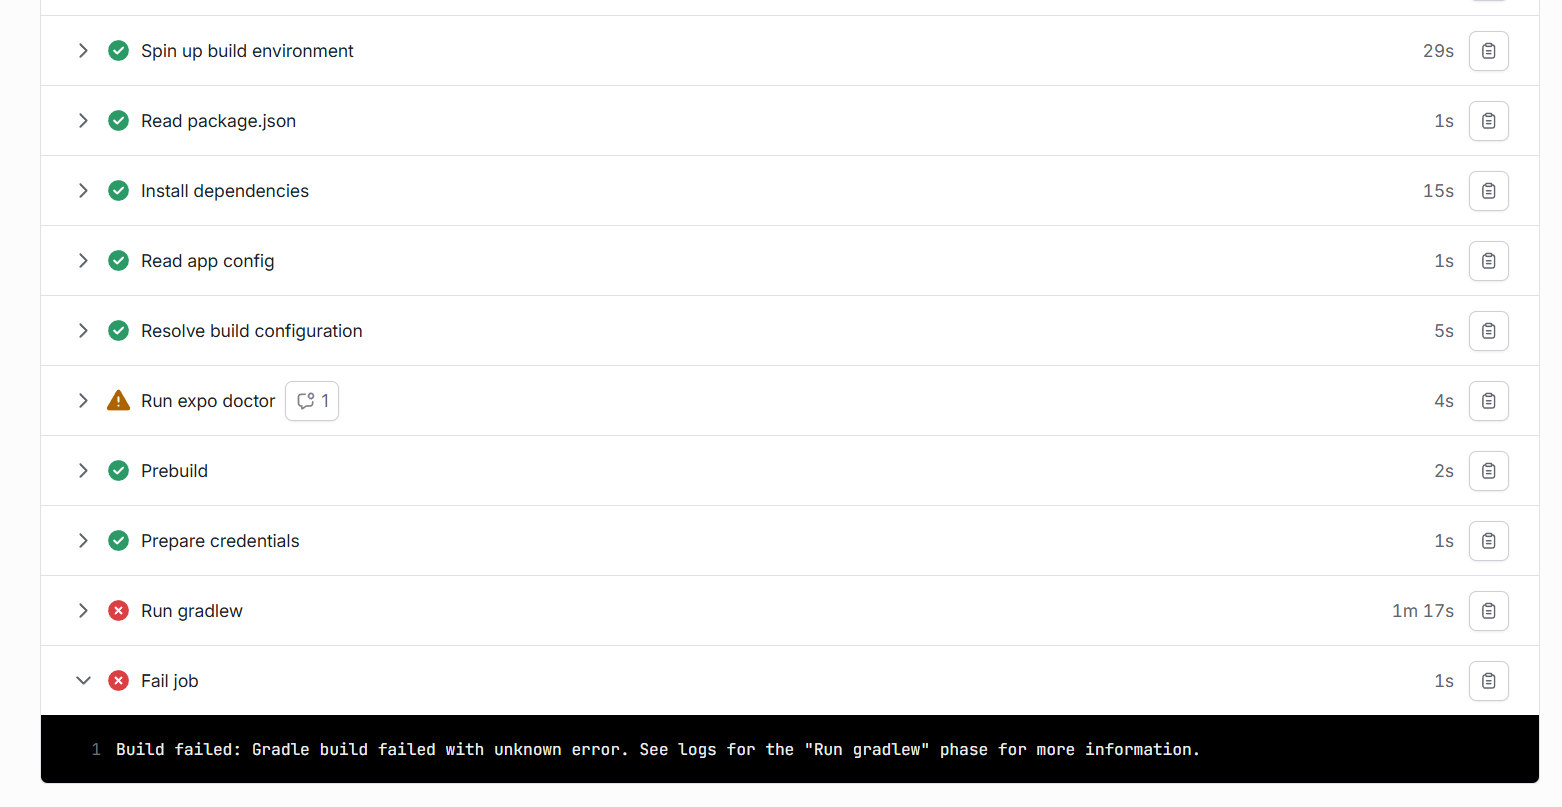 Spin up build environment 29s
Read package.json 1s
Install dependencies 15s
Read app config 1s
Resolve build configuration 5s
Run expo doctor 1 4s
Prebuild 2s
Prepare credentials 1s
Run gradlew 1m 17s
Fail job 1s
1 Build failed: Gradle build failed with unknown error. See logs for the "Run gradlew" phase for more information.